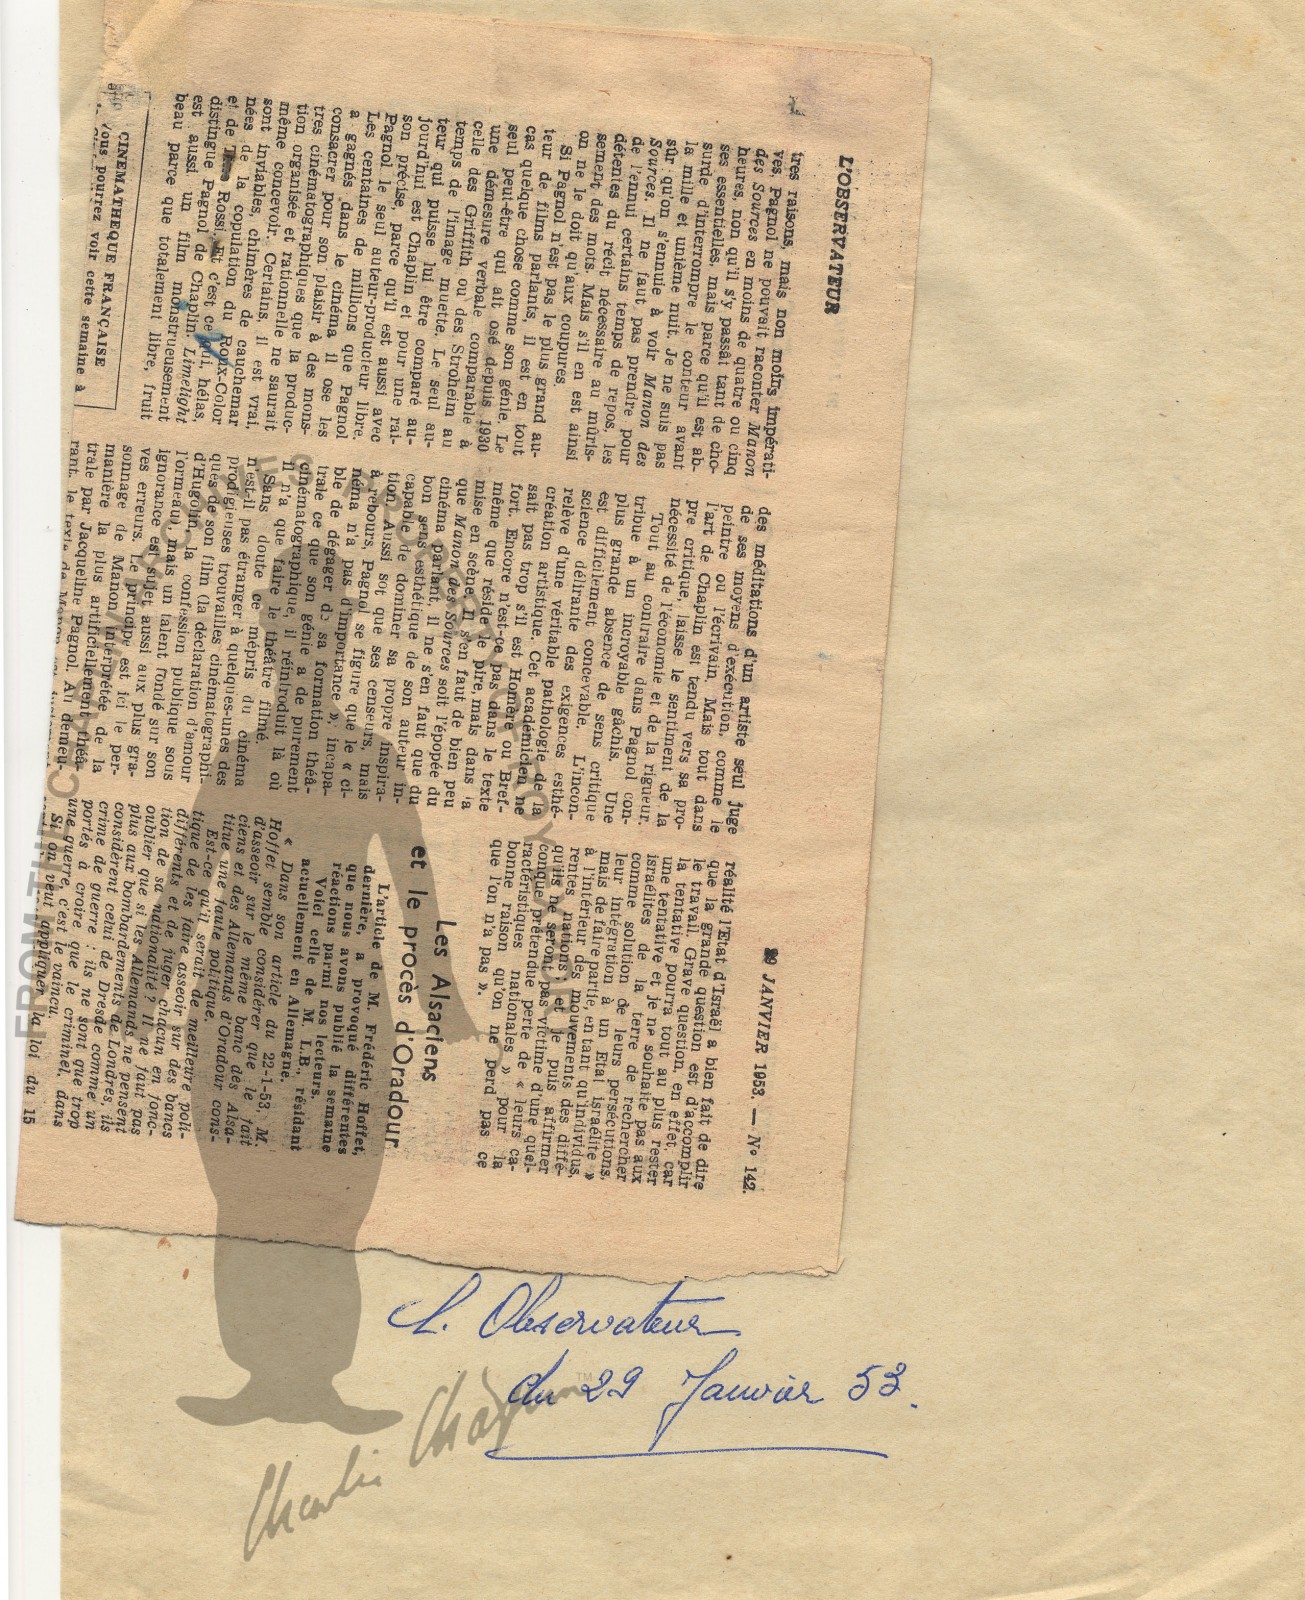 L'OBSERVATEUR
29 JANVIER 1953. — N° 142.
tres raisons, mais non moins impérati-
ves, Pagnol ne pouvait raconter Manon
des Sources en moins de quatre ou cinq
heures, non qu'il s'y passât tant de cho-
ses essentielles, mais parce qu'il est ab-
surde d'interrompre le conteur avant
la mille et unième nuit. Je ne suis pas
sûr qu'on s'ennuie à voir Manon des
Sources. Il ne faut pas prendre pour
de l'ennui certains temps de repos, les
détentes du récit, nécessaire au mûris-
sement des mots. Mais s'il en est ainsi
on ne le doit qu'aux coupures.
Si Pagnol n'est pas le plus grand au-
teur de films parlants, il est en tout
cas quelque chose comme son génie. Le
seul peut-être qui ait osé depuis 1930
une démesure verbale comparable à
celle des Griffith ou des Stroheim au
temps de l'image muette. Le seul au-
teur qui puisse lui être comparé au-
jourd'hui est Chaplin et pour une rai-
son précise, parce qu'il est aussi avec
Pagnol le seul auteur-producteur libre.
Les centaines de millions que Pagnol
a gagnés dans le cinéma il ose les
consacrer pour son plaisir à des mons-
tres cinématographiques que la produc-
tion organisée et rationnelle ne saurait
même concevoir. Certains, il est vrai,
sont inviables, chimères de cauchemar
nées de la copulation du Roux-Color
et de Rossi. Et c'est ce qui, hélas,
distingue Pagnol de Chaplin. Limelight
est aussi un film monstrueusement
beau parce que totalement libre, fruit
CINEMATHEQUE FRANÇAISE
Vous pourrez voir cette semaine à
des méditations d'un artiste seul juge
de ses moyens d'exécution, comme le
peintre ou l'écrivain. Mais tout dans
l'art de Chaplin est tendu vers sa pro-
pre critique, laisse le sentiment de la
nécessité de l'économie et de la rigueur.
Tout au contraire dans Pagnol con-
tribue à un incroyable gâchis. Une
plus grande absence de sens critique
est difficilement concevable. L'incon-
science délirante des exigences esthé-
relève d'une véritable pathologie de la
création artistique. Cet académicien ne
sait pas trop s'il est Homère ou Bref-
fort. Encore n'est-ce pas dans le texte
même que réside le pire, mais dans la
mise en scène. Il s'en faut de bien peu
que Manon des Sources soit l'épopée du
cinéma parlant, il ne s'en faut que du
bon sens esthétique de son auteur in-
capable de dominer sa propre inspira-
tion. Aussi sot que ses censeurs, mais
à rebours, Pagnol se figure que le « ci-
néma n'a pas d'importance », incapa-
ble de dégager de sa formation théâ-
trale ce que son génie a de purement
cinématographique, il réintroduit là où
il n'a que faire le théâtre filmé.
Sans doute ce mépris du cinéma
n'est-il pas étranger à quelques-unes des
prodigieuses trouvailles cinématographi-
ques de son film (la déclaration d'amour
d'Hugolin, la confession publique sous
l'ormeau), mais un talent fondé sur son
ignorance est sujet aussi aux plus gra-
ves erreurs. Le principe est ici le per-
sonnage de Manon interprétée de la
manière la plus artificiellement théâ-
trale par Jacqueline Pagnol. Au demeu-
rant, le texte de Manon
réalité l'Etat d'Israël a bien fait de dire
que la grande question est d'accomplir
le travail. Grave question, en effet, car
la tentative pourra tout au plus rester
une tentative et je ne souhaite pas aux
israélites de la terre de rechercher
comme solution de leurs persécutions,
leur intégration à un Etat israélite »
mais de faire partie, en tant qu'individus,
à l'intérieur des mouvements des diffé-
rentes nations ; et je puis affirmer
qu'ils ne seront pas victime d'une quel-
conque prétendue perte de « leurs ca-
ractéristiques nationales » pour la
bonne raison qu'on ne perd pas ce
que l'on n'a pas ».
Les Alsaciens
et le procès d'Oradour
L'article de M. Frédéric Hoffet,
que nous avons publié la semaine
dernière, a provoqué différentes
réactions parmi nos lecteurs.
Voici celle de M. L.B., résidant
actuellement en Allemagne.
« Dans son article du 22-1-53, M.
Hoffet semble considérer que le fait
d'asseoir sur le même banc des Alsa-
ciens et des Allemands d'Oradour cons-
titue une faute politique.
Est-ce qu'il serait de meilleure poli-
tique de les faire asseoir sur des bancs
différents et de juger chacun en fonc-
tion de sa nationalité ? Il ne faut pas
oublier que si les Allemands ne pensent
plus aux bombardements de Londres, ils
considèrent celui de Dresde comme un
crime de guerre ; ils ne sont que trop
portés à croire que le criminel, dans
une guerre, c'est le vaincu.
Si on veut appliquer la loi du 15
L. Observateur
du 29 Janvier 53.
Charlie Chaplin™
FROM THE CHAPLIN ARCHIVES
PROPERTY OF ROY EXPORT